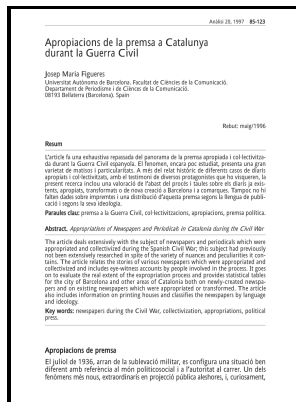 Anàlisi 20, 1997 85-123
Apropiacions de la premsa a Catalunya
durant la Guerra Civil
Josep Maria Figueres
Universitat Autònoma de Barcelona. Facultat de Ciències de la Comunicació.
Departament de Periodisme i de Ciències de la Comunicació.
08193 Bellaterra (Barcelona). Spain
Rebut: maig/1996
Resum
L'article fa una exhaustiva repassada del panorama de la premsa apropiada i col·lectivitza-
da durant la Guerra Civil espanyola. El fenomen, encara poc estudiat, presenta una gran
varietat de matisos i particularitats. A més del relat històric de diferents casos de diaris
apropiats i col·lectivitzats, amb el testimoni de diversos protagonistes que ho visqueren, la
present recerca inclou una valoració de l'abast del procés i taules sobre els diaris ja exis-
tents, apropiats, transformats o de nova creació a Barcelona i a comarques. Tampoc no hi
falten dades sobre impremtes i una distribució d'aquesta premsa segons la llengua de publi-
cació i segons la seva ideologia.
Paraules clau: premsa a la Guerra Civil, col·lectivitzacions, apropiacions, premsa política.
Abstract. Appropriations of Newspapers and Periodicals in Catalonia during the Civil War
The article deals extensively with the subject of newspapers and periodicals which were
appropriated and collectivized during the Spanish Civil War; this subject had previously
not been extensively researched in spite of the variety of nuances and peculiarities it con-
tains. The article relates the stories of various newspapers which were appropriated and
collectivized and includes eye-witness accounts by people involved in the process. It goes
on to evaluate the real extent of the expropriation process and provides statistical tables
for the city of Barcelona and other areas of Catalonia both on newly-created newspa-
pers and on existing newspapers which were appropriated or transformed. The article
also includes information on printing houses and classifies the newspapers by language
and ideology.
Key words: newspapers during the Civil War, collectivization, appropriations, political
press.
Apropiacions de premsa
El juliol de 1936, arran de la sublevació militar, es configura una situació ben
diferent amb referència al món politicosocial i a l'autoritat al carrer. Un dels
fenòmens més nous, extraordinaris en projecció pública aleshores, i, curiosament,